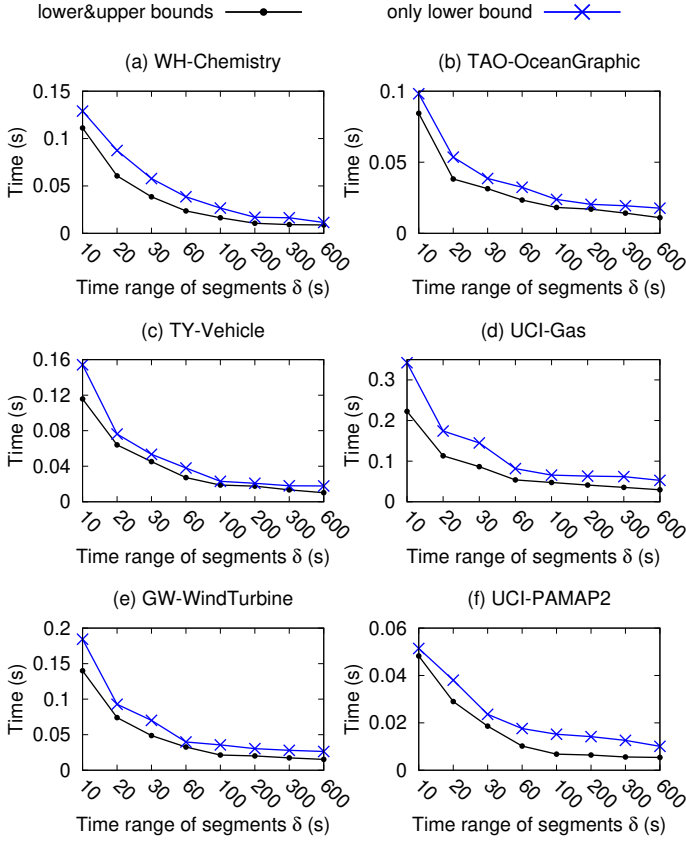 lower&upper bounds only lower bound
(a) WH-Chemistry
0.15
0.1
0.05
0
Time (s)
10 20 30 60 100 200 300 600
Time range of segments δ (s)
(b) TAO-OceanGraphic
0.1
0.05
0
Time (s)
10 20 30 60 100 200 300 600
Time range of segments δ (s)
(c) TY-Vehicle
0.16
0.12
0.08
0.04
0
Time (s)
10 20 30 60 100 200 300 600
Time range of segments δ (s)
(d) UCI-Gas
0.3
0.2
0.1
0
Time (s)
10 20 30 60 100 200 300 600
Time range of segments δ (s)
(e) GW-WindTurbine
0.2
0.15
0.1
0.05
0
Time (s)
10 20 30 60 100 200 300 600
Time range of segments δ (s)
(f) UCI-PAMAP2
0.06
0.04
0.02
0
Time (s)
10 20 30 60 100 200 300 600
Time range of segments δ (s)